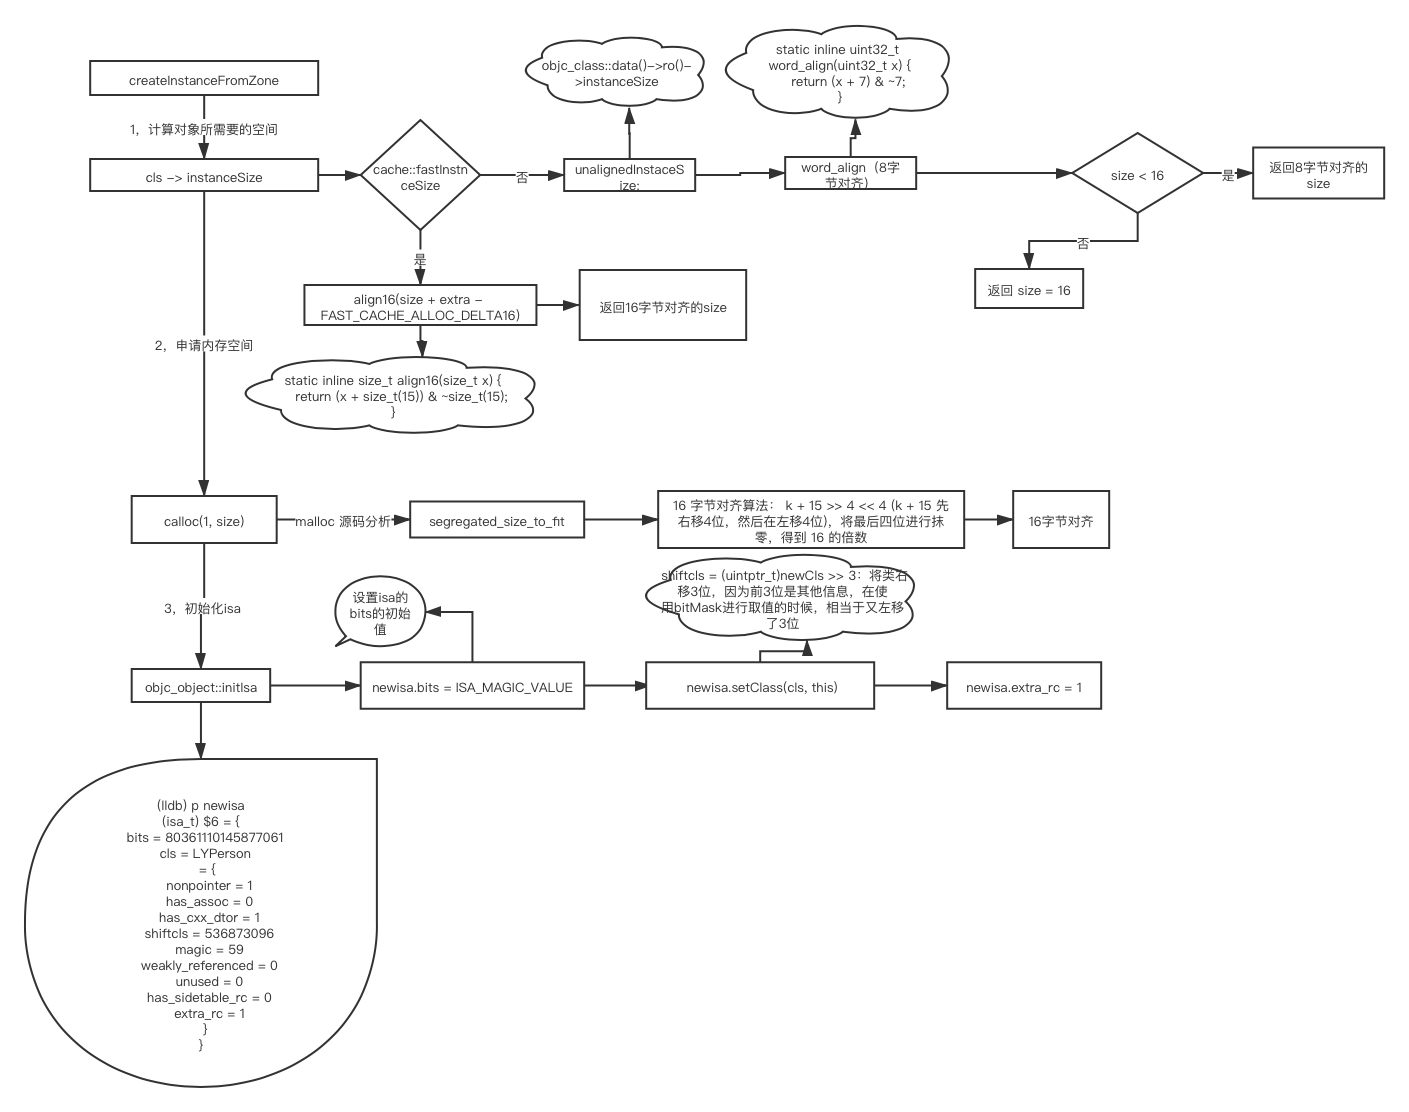 createInstanceFromZone
1，计算对象所需要的空间
cls -> instanceSize
cache::fastInstn
ceSize
否
objc_class::data()->ro()-
>instanceSize
unalignedInstaceS
ize;
static inline uint32_t
word_align(uint32_t x) {
return (x + 7) & ~7;
}
word_align（8字
节对齐）
size < 16
是
返回8字节对齐的
size
否
返回 size = 16
是
align16(size + extra -
FAST_CACHE_ALLOC_DELTA16)
返回16字节对齐的size
static inline size_t align16(size_t x) {
return (x + size_t(15)) & ~size_t(15);
}
2，申请内存空间
calloc(1, size)
malloc 源码分析
segregated_size_to_fit
16 字节对齐算法： k + 15 >> 4 << 4 (k + 15 先
右移4位，然后在左移4位)，将最后四位进行抹
零，得到 16 的倍数
16字节对齐
3，初始化isa
设置isa的
bits的初始
值
shiftcls = (uintptr_t)newCls >> 3：将类右
移3位，因为前3位是其他信息，在使
用bitMask进行取值的时候，相当于又左移
了3位
objc_object::initIsa
newisa.bits = ISA_MAGIC_VALUE
newisa.setClass(cls, this)
newisa.extra_rc = 1
(lldb) p newisa
(isa_t) $6 = {
bits = 80361110145877061
cls = LYPerson
= {
nonpointer = 1
has_assoc = 0
has_cxx_dtor = 1
shiftcls = 536873096
magic = 59
weakly_referenced = 0
unused = 0
has_sidetable_rc = 0
extra_rc = 1
}
}